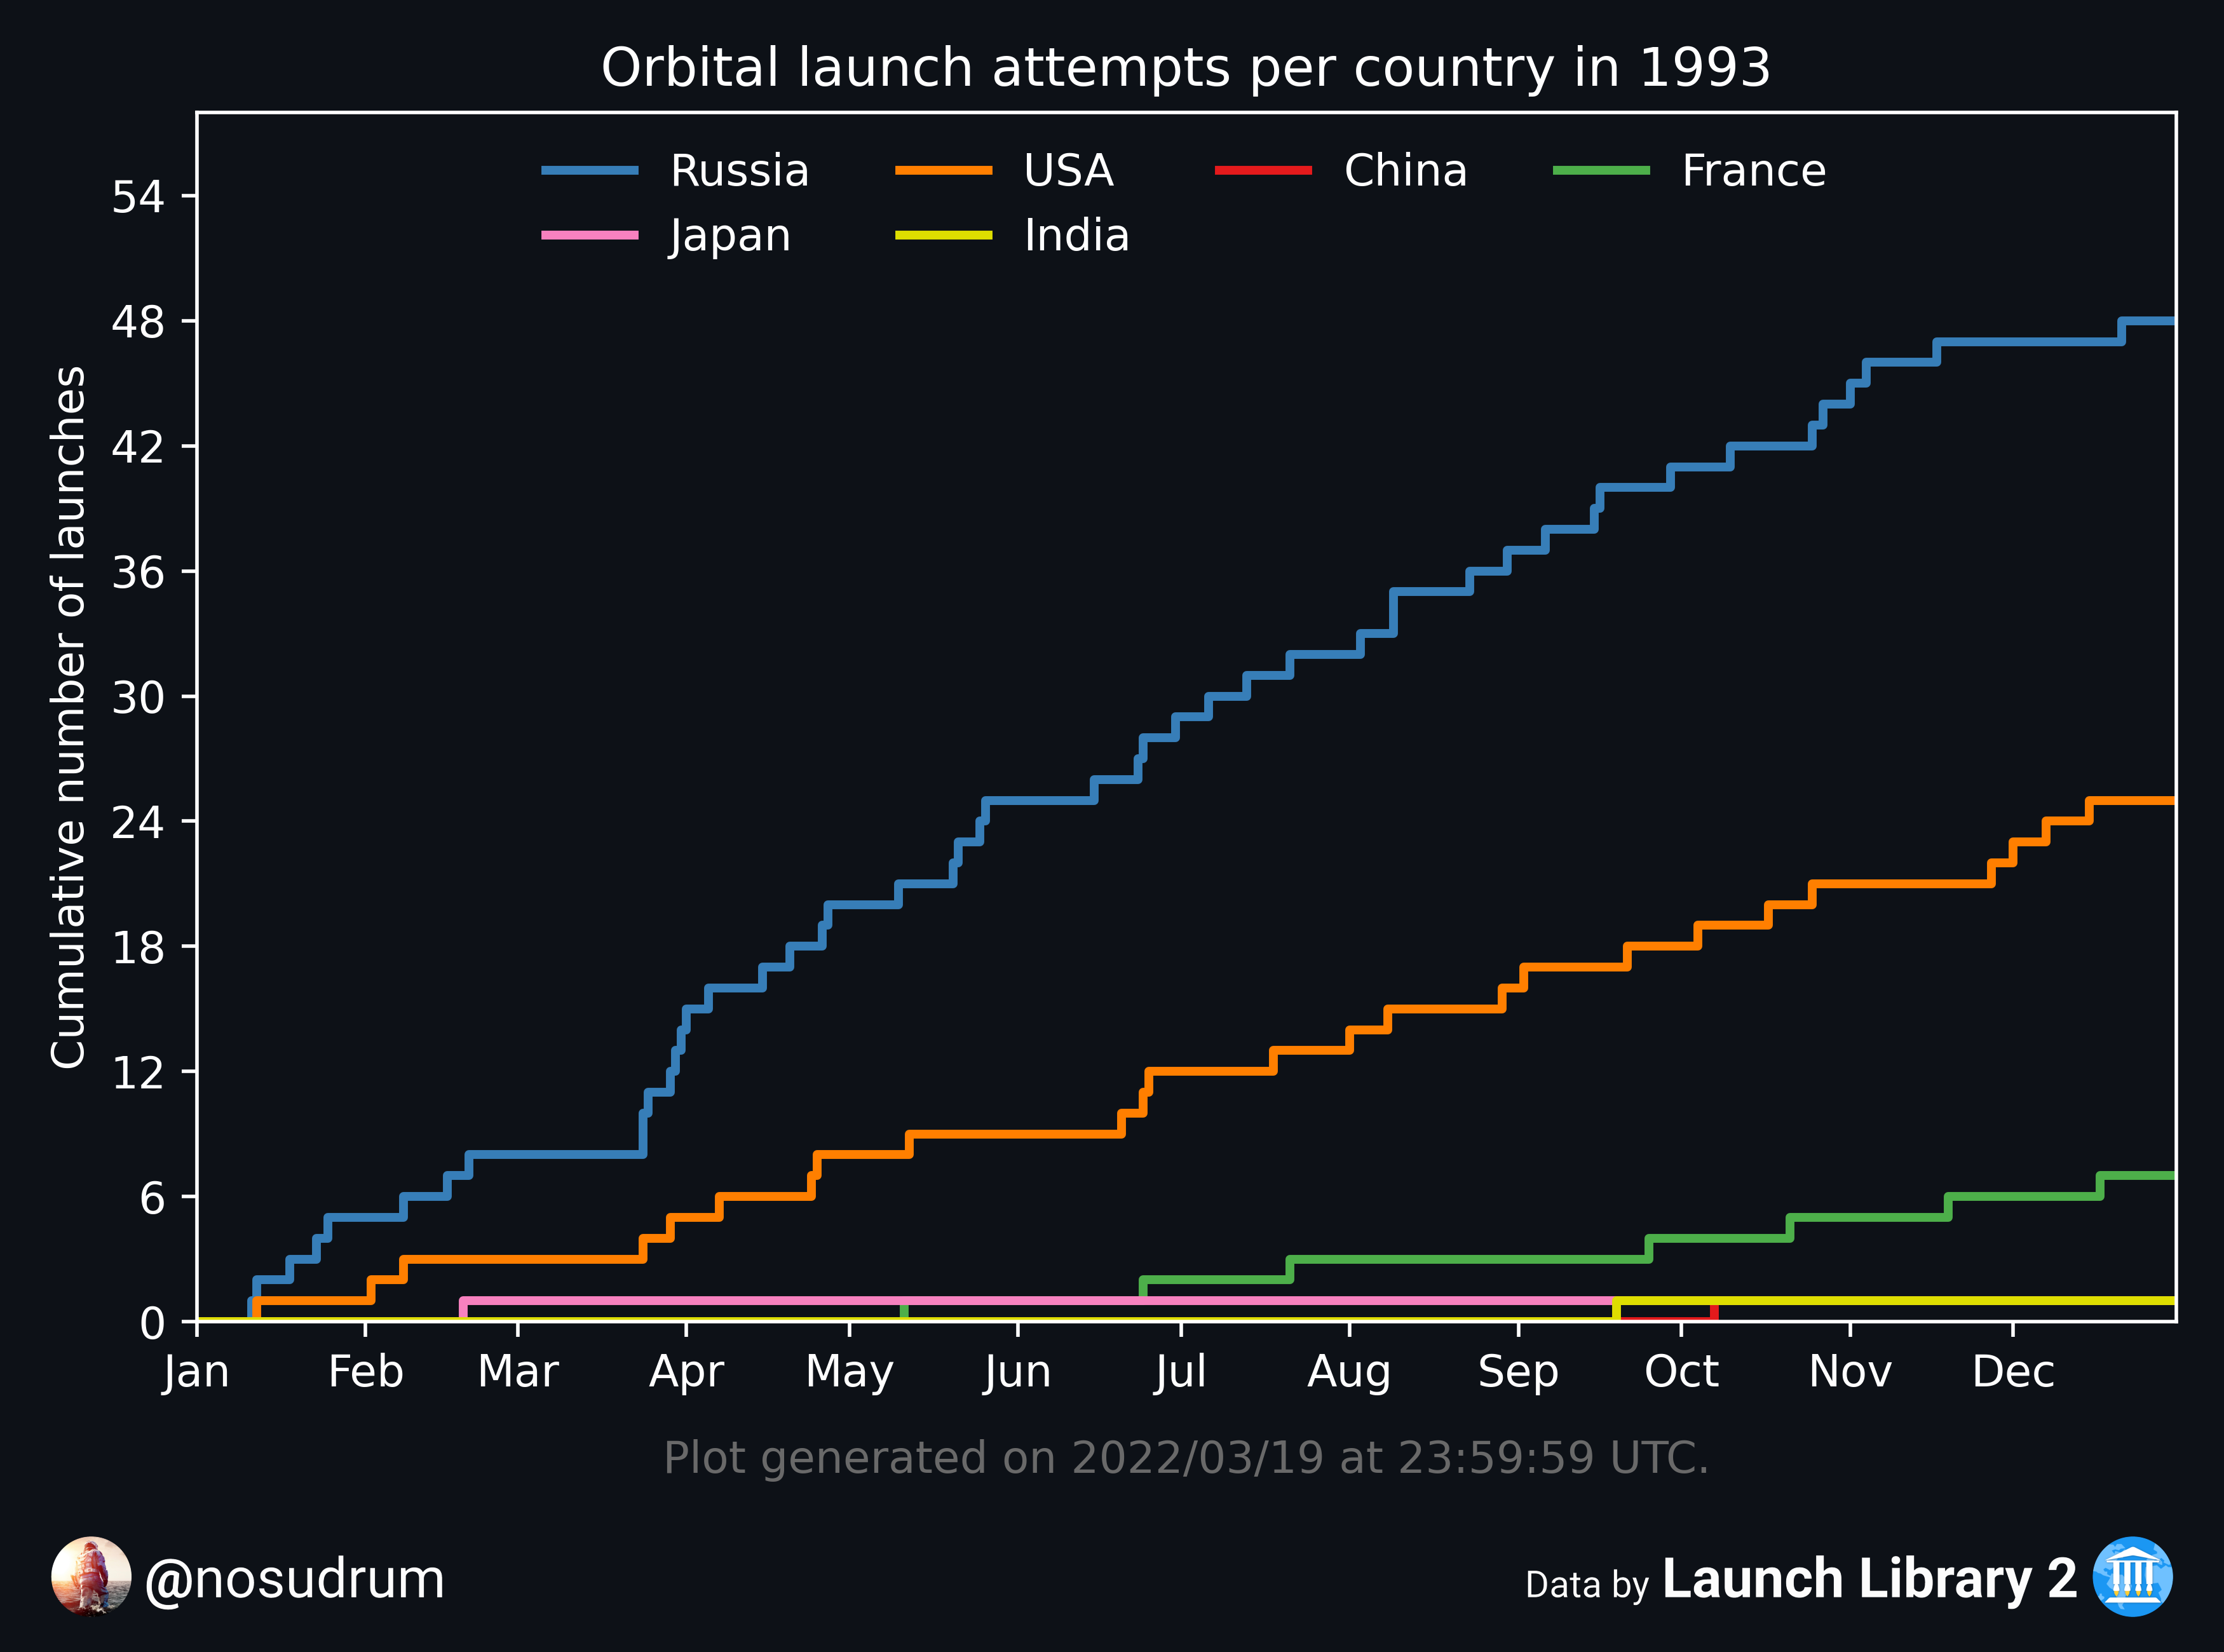 Orbital launch attempts per country in 1993
Russia USA China France
Japan India
54
48
42
36
30
24
18
12
6
0
Cumulative number of launches
Jan Feb Mar Apr May Jun Jul Aug Sep Oct Nov Dec
Plot generated on 2022/03/19 at 23:59:59 UTC.
@nosudrum
Data by Launch Library 2